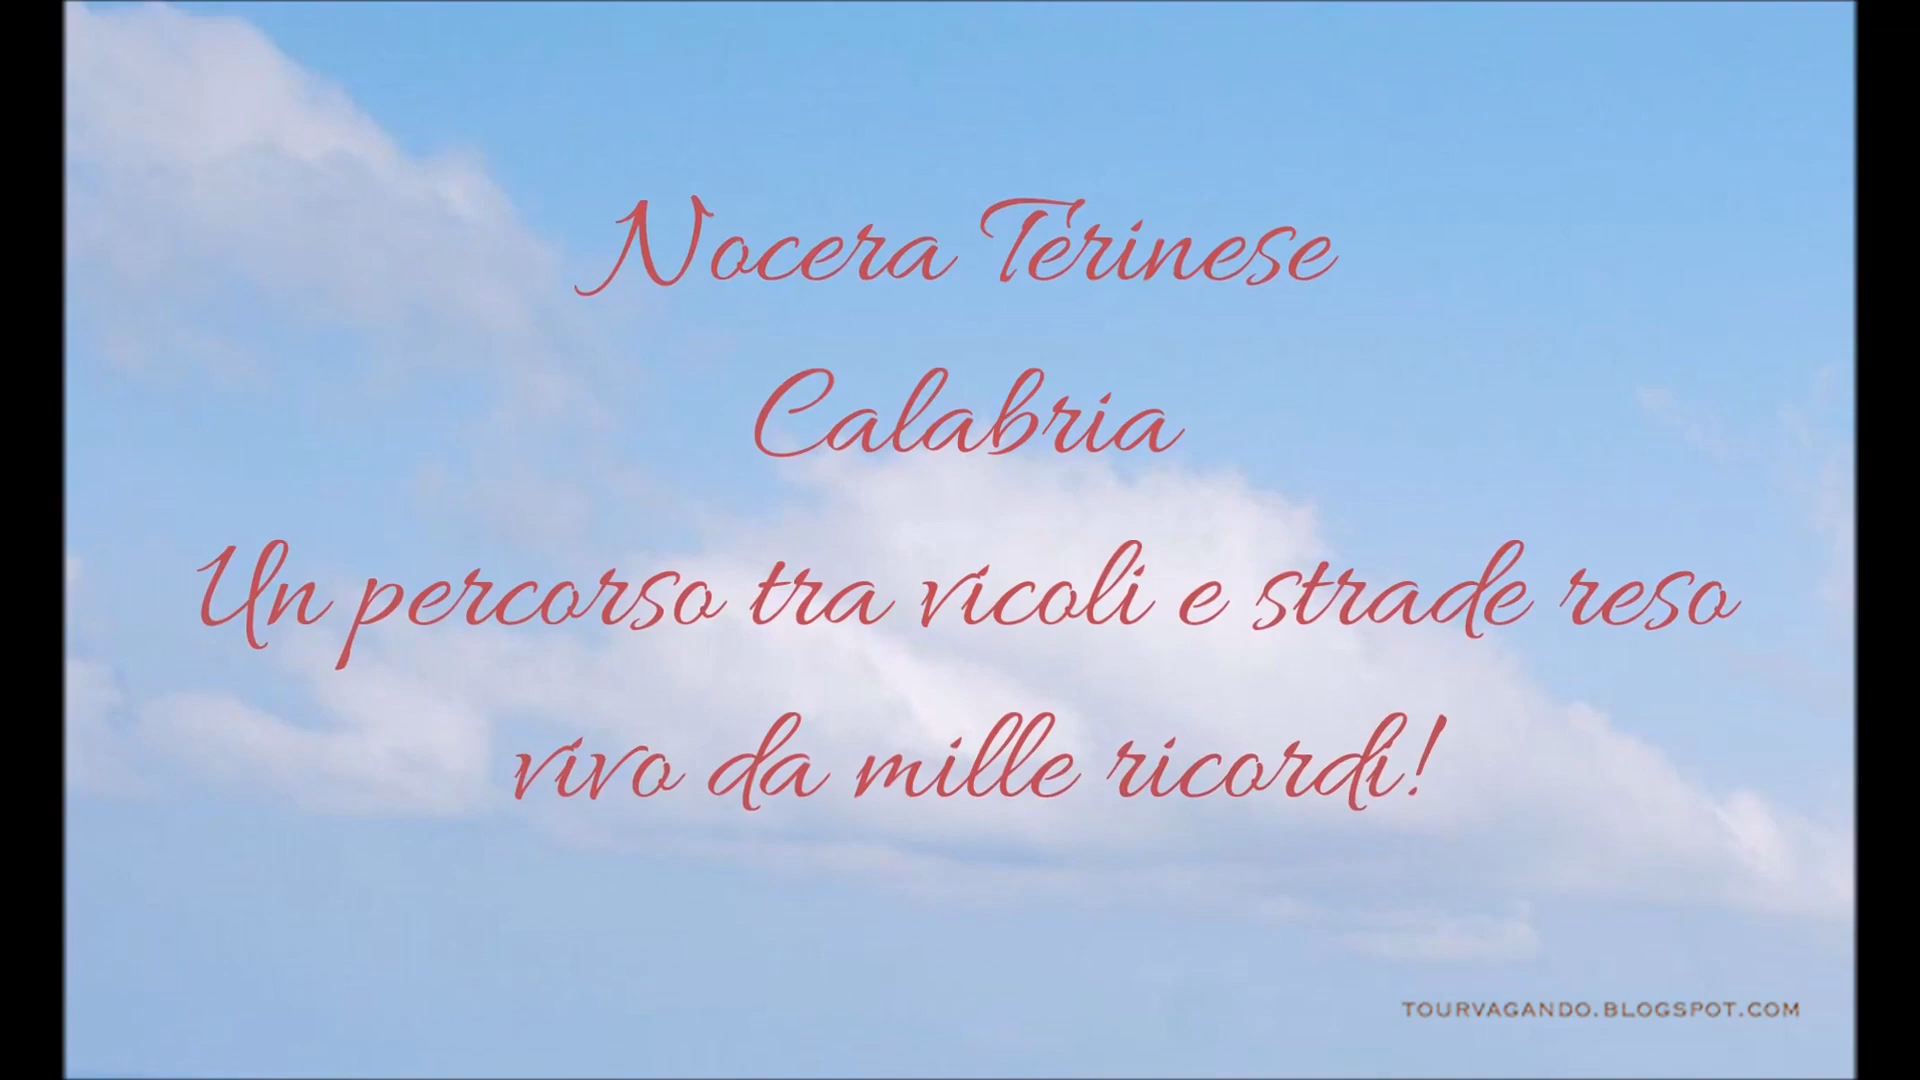 Nocera Terinese
Calabria
Un percorso tra vicoli e strade reso
vivo da mille ricordi!
TOURVAGANDO.BLOGSPOT.COM